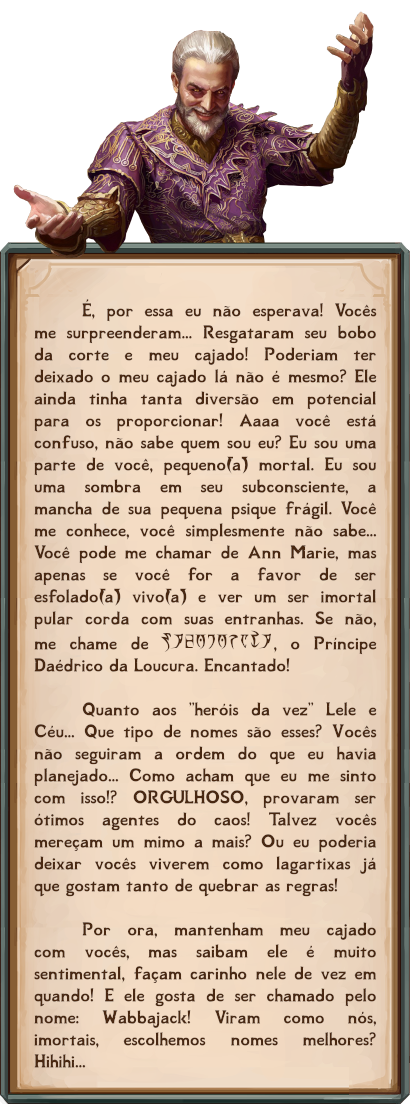 É, por essa eu não esperava! Vocês
me surpreenderam... Resgataram seu bobo
da corte e meu cajado! Poderiam ter
deixado o meu cajado lá não é mesmo? Ele
ainda tinha tanta diversão em potencial
para os proporcionar! Aaaa você está
confuso, não sabe quem sou eu? Eu sou uma
parte de você, pequeno(a) mortal. Eu sou
uma sombra em seu subconsciente, a
mancha de sua pequena psique frágil. Você
me conhece, você simplesmente não sabe...
Você pode me chamar de Ann Marie, mas
apenas se você for a favor de ser
esfolado(a) vivo(a) e ver um ser imortal
pular corda com suas entranhas. Se não,
me chame de , o Príncipe
Daédrico da Loucura. Encantado!
Quanto aos "heróis da vez" Lele e
Céu... Que tipo de nomes são esses? Vocês
não seguiram a ordem do que eu havia
planejado... Como acham que eu me sinto
com isso!? ORGULHOSO, provaram ser
ótimos agentes do caos! Talvez vocês
mereçam um mimo a mais? Ou eu poderia
deixar vocês viverem como lagartixas já
que gostam tanto de quebrar as regras!
Por ora, mantenham meu cajado
com vocês, mas saibam ele é muito
sentimental, façam carinho nele de vez em
quando! E ele gosta de ser chamado pelo
nome: Wabbajack! Viram como nós,
imortais, escolhemos nomes melhores?
Hihihi...